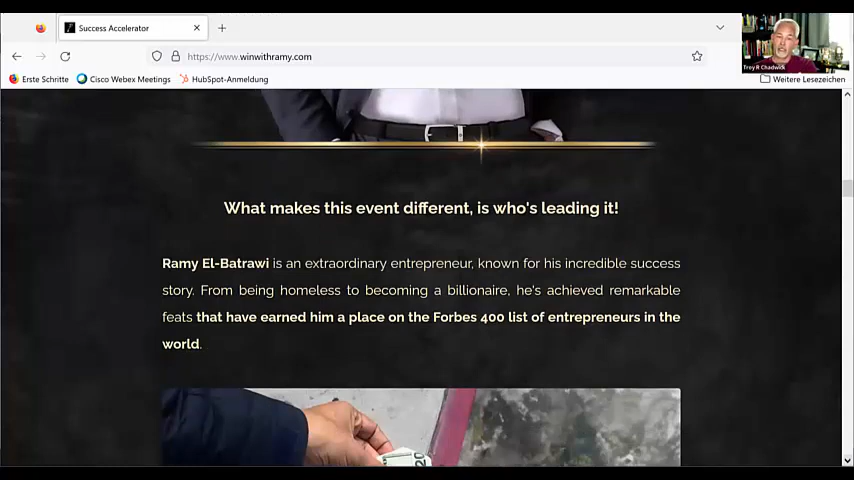 Success Accelerator
https://www.winwithramy.com
Troy R Chadwick
Erste Schritte
Cisco Webex Meetings
HubSpot-Anmeldung
Weitere Lesezeichen
What makes this event different, is who's leading it!
Ramy El-Batrawi is an extraordinary entrepreneur, known for his incredible success
story. From being homeless to becoming a billionaire, he's achieved remarkable
feats that have earned him a place on the Forbes 400 list of entrepreneurs in the
world.
20